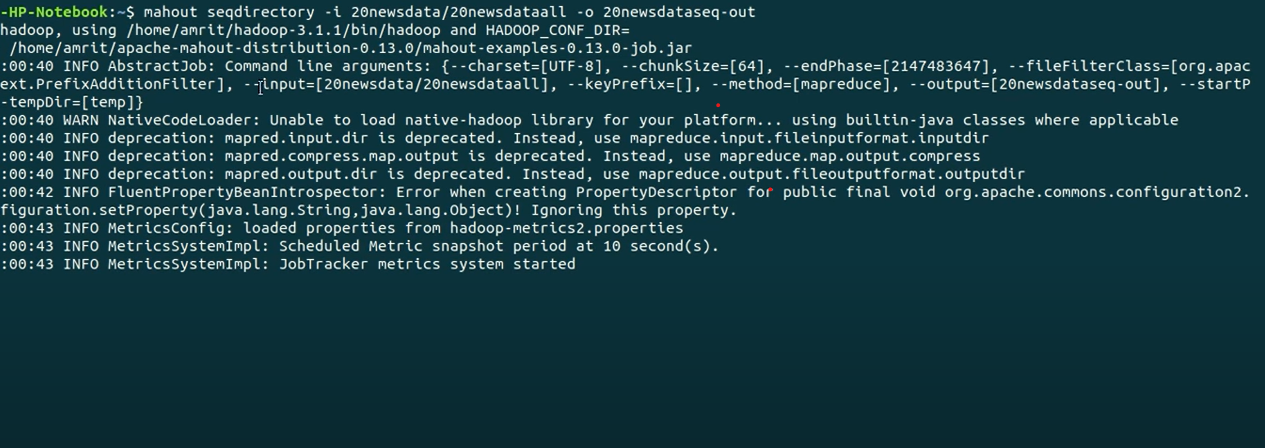 -HP-Notebook:~$ mahout seqdirectory -i 20newsdata/20newsdataall -o 20newsdataseq-out
hadoop, using /home/amrit/hadoop-3.1.1/bin/hadoop and HADOOP_CONF_DIR=
/home/amrit/apache-mahout-distribution-0.13.0/mahout-examples-0.13.0-job.jar
:00:40 INFO AbstractJob: Command line arguments: {--charset=[UTF-8], --chunkSize=[64], --endPhase=[2147483647], --fileFilterClass=[org.apac
ext.PrefixAdditionFilter], --input=[20newsdata/20newsdataall], --keyPrefix=[], --method=[mapreduce], --output=[20newsdataseq-out], --startP
-tempDir=[temp]}
:00:40 WARN NativeCodeLoader: Unable to load native-hadoop library for your platform... using builtin-java classes where applicable
:00:40 INFO deprecation: mapred.input.dir is deprecated. Instead, use mapreduce.input.fileinputformat.inputdir
:00:40 INFO deprecation: mapred.compress.map.output is deprecated. Instead, use mapreduce.map.output.compress
:00:40 INFO deprecation: mapred.output.dir is deprecated. Instead, use mapreduce.output.fileoutputformat.outputdir
:00:42 INFO FluentPropertyBeanIntrospector: Error when creating PropertyDescriptor for public final void org.apache.commons.configuration2.
figuration.setProperty(java.lang.String,java.lang.Object)! Ignoring this property.
:00:43 INFO MetricsConfig: loaded properties from hadoop-metrics2.properties
:00:43 INFO MetricsSystemImpl: Scheduled Metric snapshot period at 10 second(s).
:00:43 INFO MetricsSystemImpl: JobTracker metrics system started